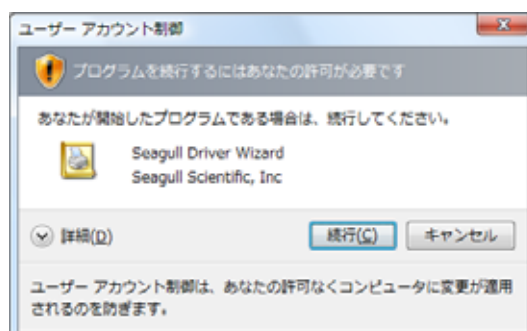 ユーザー アカウント制御
プログラムを続行するにはあなたの許可が必要です
あなたが開始したプログラムである場合は、続行してください。
Seagull Driver Wizard
Seagull Scientific, Inc
詳細(D)
続行(C)
キャンセル
ユーザー アカウント制御は、あなたの許可なくコンピュータに変更が適用
されるのを防ぎます。